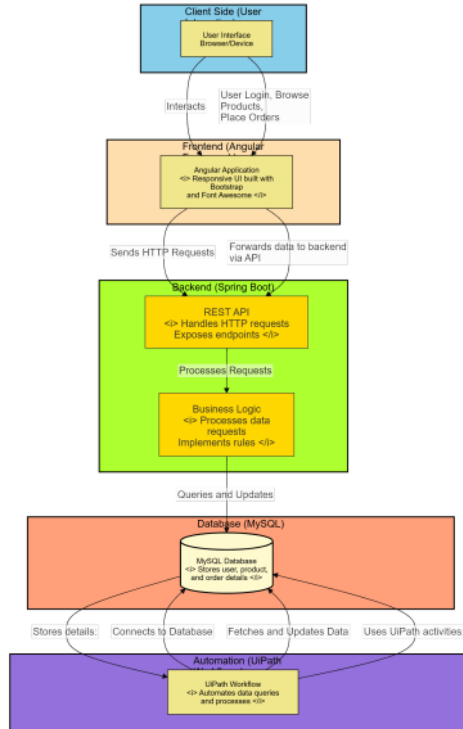 Client Side (User
User Interface
Browser/Device
Interacts
User Login, Browse
Products,
Place Orders
Frontend (Angular
Angular Application
<i> Responsive UI built with
Bootstrap
and Font Awesome </i>
Sends HTTP Requests
Forwards data to backend
via API
Backend (Spring Boot)
REST API
<i> Handles HTTP requests
Exposes endpoints </i>
Processes Requests
Business Logic
<i> Processes data
requests
Implements rules </i>
Queries and Updates
Database (MySQL)
MySQL Database
<i> Stores user, product,
and order details </i>
Stores details:
Connects to Database
Fetches and Updates Data
Uses UiPath activities:
Automation (UiPath
UiPath Workflow
<i> Automates data queries
and processes </i>